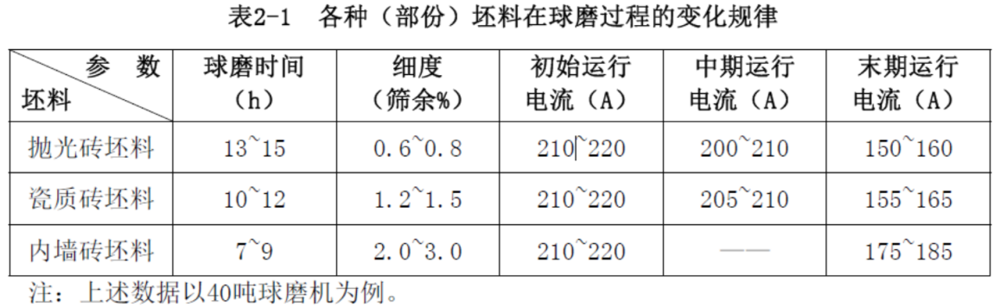 表2-1 各种（部份）坯料在球磨过程的变化规律
参 数 球磨时间 细度 初始运行 中期运行 末期运行
坯料 （h） （筛余%） 电流（A） 电流（A） 电流（A）
抛光砖坯料 13~15 0.6~0.8 210~220 200~210 150~160
瓷质砖坯料 10~12 1.2~1.5 210~220 205~210 155~165
内墙砖坯料 7~9 2.0~3.0 210~220 —— 175~185
注：上述数据以40吨球磨机为例。